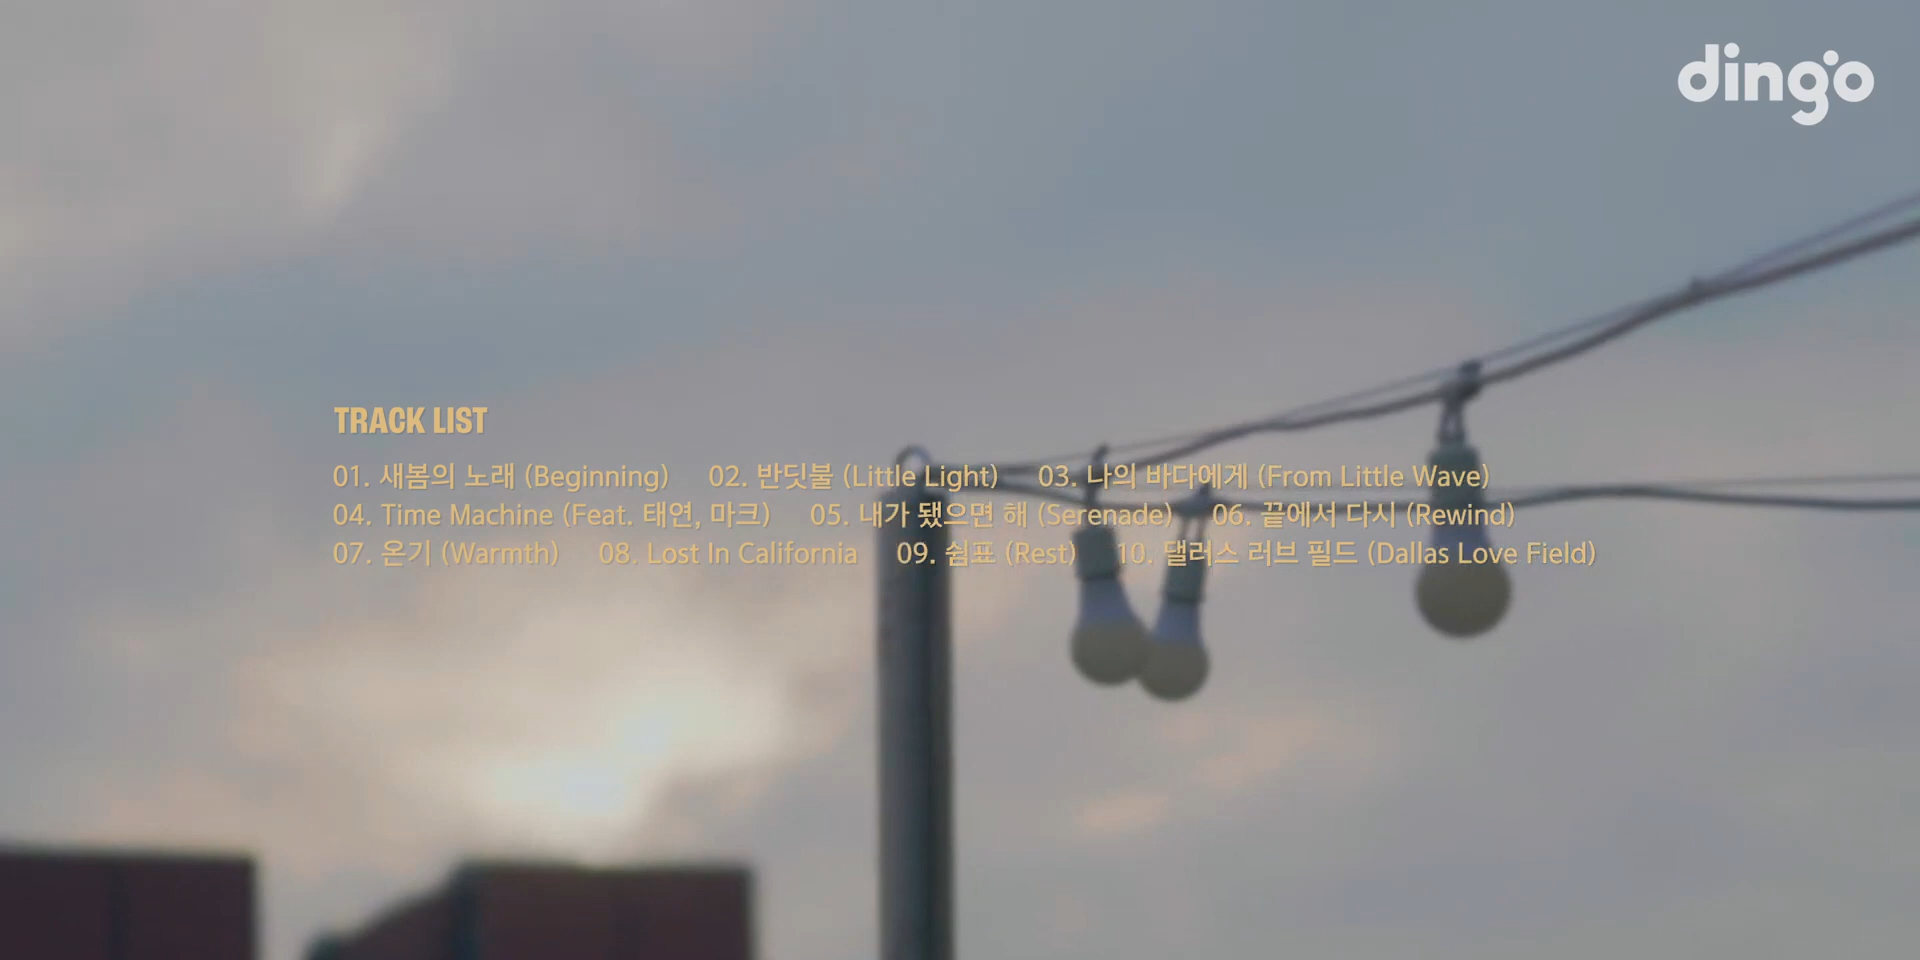 dingo
TRACK LIST
01. 새봄의 노래 (Beginning) 02. 반딧불 (Little Light) 03. 나의 바다에게 (From Little Wave)
04. Time Machine (Feat. 태연, 마크) 05. 내가 됐으면 해 (Serenade) 06. 끝에서 다시 (Rewind)
07. 온기 (Warmth) 08. Lost In California 09. 쉼표 (Rest) 10. 댈러스 러브 필드 (Dallas Love Field)